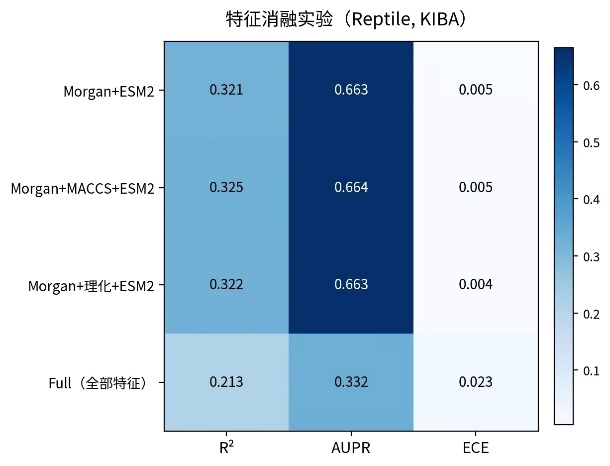 特征消融实验（Reptile, KIBA）
Morgan+ESM2 0.321 0.663 0.005
Morgan+MACCS+ESM2 0.325 0.664 0.005
Morgan+理化+ESM2 0.322 0.663 0.004
Full（全部特征） 0.213 0.332 0.023
R² AUPR ECE
0.6
0.5
0.4
0.3
0.2
0.1